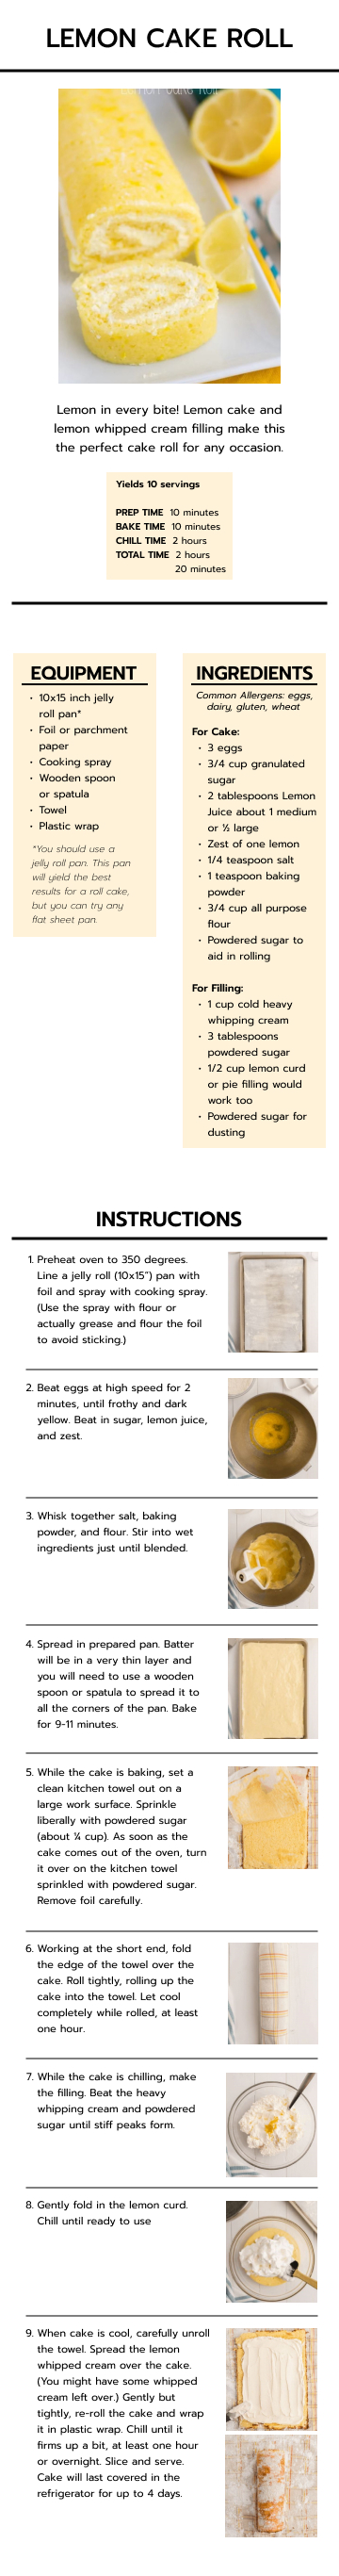 LEMON CAKE ROLL
Lemon in every bite! Lemon cake and
lemon whipped cream filling make this
the perfect cake roll for any occasion.
Yields 10 servings
PREP TIME 10 minutes
BAKE TIME 10 minutes
CHILL TIME 2 hours
TOTAL TIME 2 hours
20 minutes
EQUIPMENT
• 10x15 inch jelly
roll pan*
• Foil or parchment
paper
• Cooking spray
• Wooden spoon
or spatula
• Towel
• Plastic wrap
*You should use a
jelly roll pan. This pan
will yield the best
results for a roll cake,
but you can try any
flat sheet pan.
INGREDIENTS
Common Allergens: eggs,
dairy, gluten, wheat
For Cake:
• 3 eggs
• 3/4 cup granulated
sugar
• 2 tablespoons Lemon
Juice about 1 medium
or ½ large
• Zest of one lemon
• 1/4 teaspoon salt
• 1 teaspoon baking
powder
• 3/4 cup all purpose
flour
• Powdered sugar to
aid in rolling
For Filling:
• 1 cup cold heavy
whipping cream
• 3 tablespoons
powdered sugar
• 1/2 cup lemon curd
or pie filling would
work too
• Powdered sugar for
dusting
INSTRUCTIONS
1. Preheat oven to 350 degrees.
Line a jelly roll (10x15”) pan with
foil and spray with cooking spray.
(Use the spray with flour or
actually grease and flour the foil
to avoid sticking.)
2. Beat eggs at high speed for 2
minutes, until frothy and dark
yellow. Beat in sugar, lemon juice,
and zest.
3. Whisk together salt, baking
powder, and flour. Stir into wet
ingredients just until blended.
4. Spread in prepared pan. Batter
will be in a very thin layer and
you will need to use a wooden
spoon or spatula to spread it to
all the corners of the pan. Bake
for 9-11 minutes.
5. While the cake is baking, set a
clean kitchen towel out on a
large work surface. Sprinkle
liberally with powdered sugar
(about ¼ cup). As soon as the
cake comes out of the oven, turn
it over on the kitchen towel
sprinkled with powdered sugar.
Remove foil carefully.
6. Working at the short end, fold
the edge of the towel over the
cake. Roll tightly, rolling up the
cake into the towel. Let cool
completely while rolled, at least
one hour.
7. While the cake is chilling, make
the filling. Beat the heavy
whipping cream and powdered
sugar until stiff peaks form.
8. Gently fold in the lemon curd.
Chill until ready to use
9. When cake is cool, carefully unroll
the towel. Spread the lemon
whipped cream over the cake.
(You might have some whipped
cream left over.) Gently but
tightly, re-roll the cake and wrap
it in plastic wrap. Chill until it
firms up a bit, at least one hour
or overnight. Slice and serve.
Cake will last covered in the
refrigerator for up to 4 days.